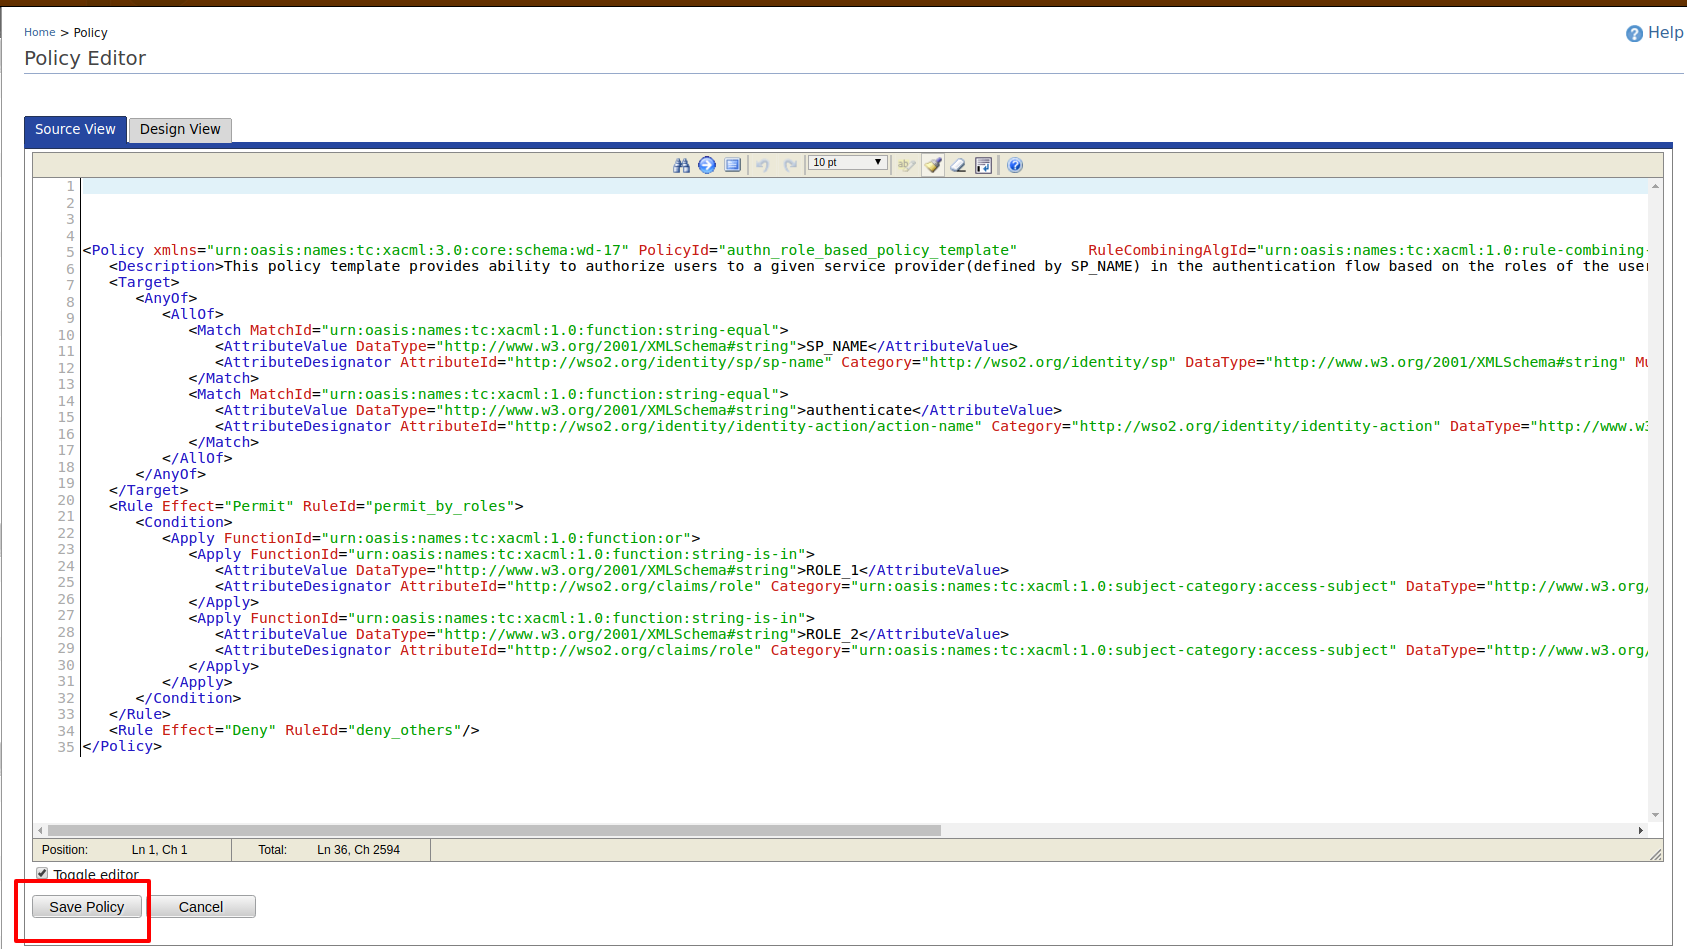 Home > Policy
Help
Policy Editor
Source View
Design View
10 pt
1
2
3
4
5 <Policy xmlns="urn:oasis:names:tc:xacml:3.0:core:schema:wd-17" PolicyId="authn_role_based_policy_template" RuleCombiningAlgId="urn:oasis:names:tc:xacml:1.0:rule-combining-
6 <Description>This policy template provides ability to authorize users to a given service provider(defined by SP_NAME) in the authentication flow based on the roles of the user
7 <Target>
8 <AnyOf>
9 <AllOf>
10 <Match MatchId="urn:oasis:names:tc:xacml:1.0:function:string-equal">
11 <AttributeValue DataType="http://www.w3.org/2001/XMLSchema#string">SP_NAME</AttributeValue>
12 <AttributeDesignator AttributeId="http://wso2.org/identity/sp/sp-name" Category="http://wso2.org/identity/sp" DataType="http://www.w3.org/2001/XMLSchema#string" Mu
13 </Match>
14 <Match MatchId="urn:oasis:names:tc:xacml:1.0:function:string-equal">
15 <AttributeValue DataType="http://www.w3.org/2001/XMLSchema#string">authenticate</AttributeValue>
16 <AttributeDesignator AttributeId="http://wso2.org/identity/identity-action/action-name" Category="http://wso2.org/identity/identity-action" DataType="http://www.w3
17 </Match>
18 </AllOf>
19 </AnyOf>
20 </Target>
21 <Rule Effect="Permit" RuleId="permit_by_roles">
22 <Condition>
23 <Apply FunctionId="urn:oasis:names:tc:xacml:1.0:function:or">
24 <Apply FunctionId="urn:oasis:names:tc:xacml:1.0:function:string-is-in">
25 <AttributeValue DataType="http://www.w3.org/2001/XMLSchema#string">ROLE_1</AttributeValue>
26 <AttributeDesignator AttributeId="http://wso2.org/claims/role" Category="urn:oasis:names:tc:xacml:1.0:subject-category:access-subject" DataType="http://www.w3.org/
27 </Apply>
28 <Apply FunctionId="urn:oasis:names:tc:xacml:1.0:function:string-is-in">
29 <AttributeValue DataType="http://www.w3.org/2001/XMLSchema#string">ROLE_2</AttributeValue>
30 <AttributeDesignator AttributeId="http://wso2.org/claims/role" Category="urn:oasis:names:tc:xacml:1.0:subject-category:access-subject" DataType="http://www.w3.org/
31 </Apply>
32 </Apply>
33 </Condition>
34 </Rule>
35 <Rule Effect="Deny" RuleId="deny_others"/>
</Policy>
Position: Ln 1, Ch 1 Total: Ln 36, Ch 2594
Toggle editor
Save Policy
Cancel